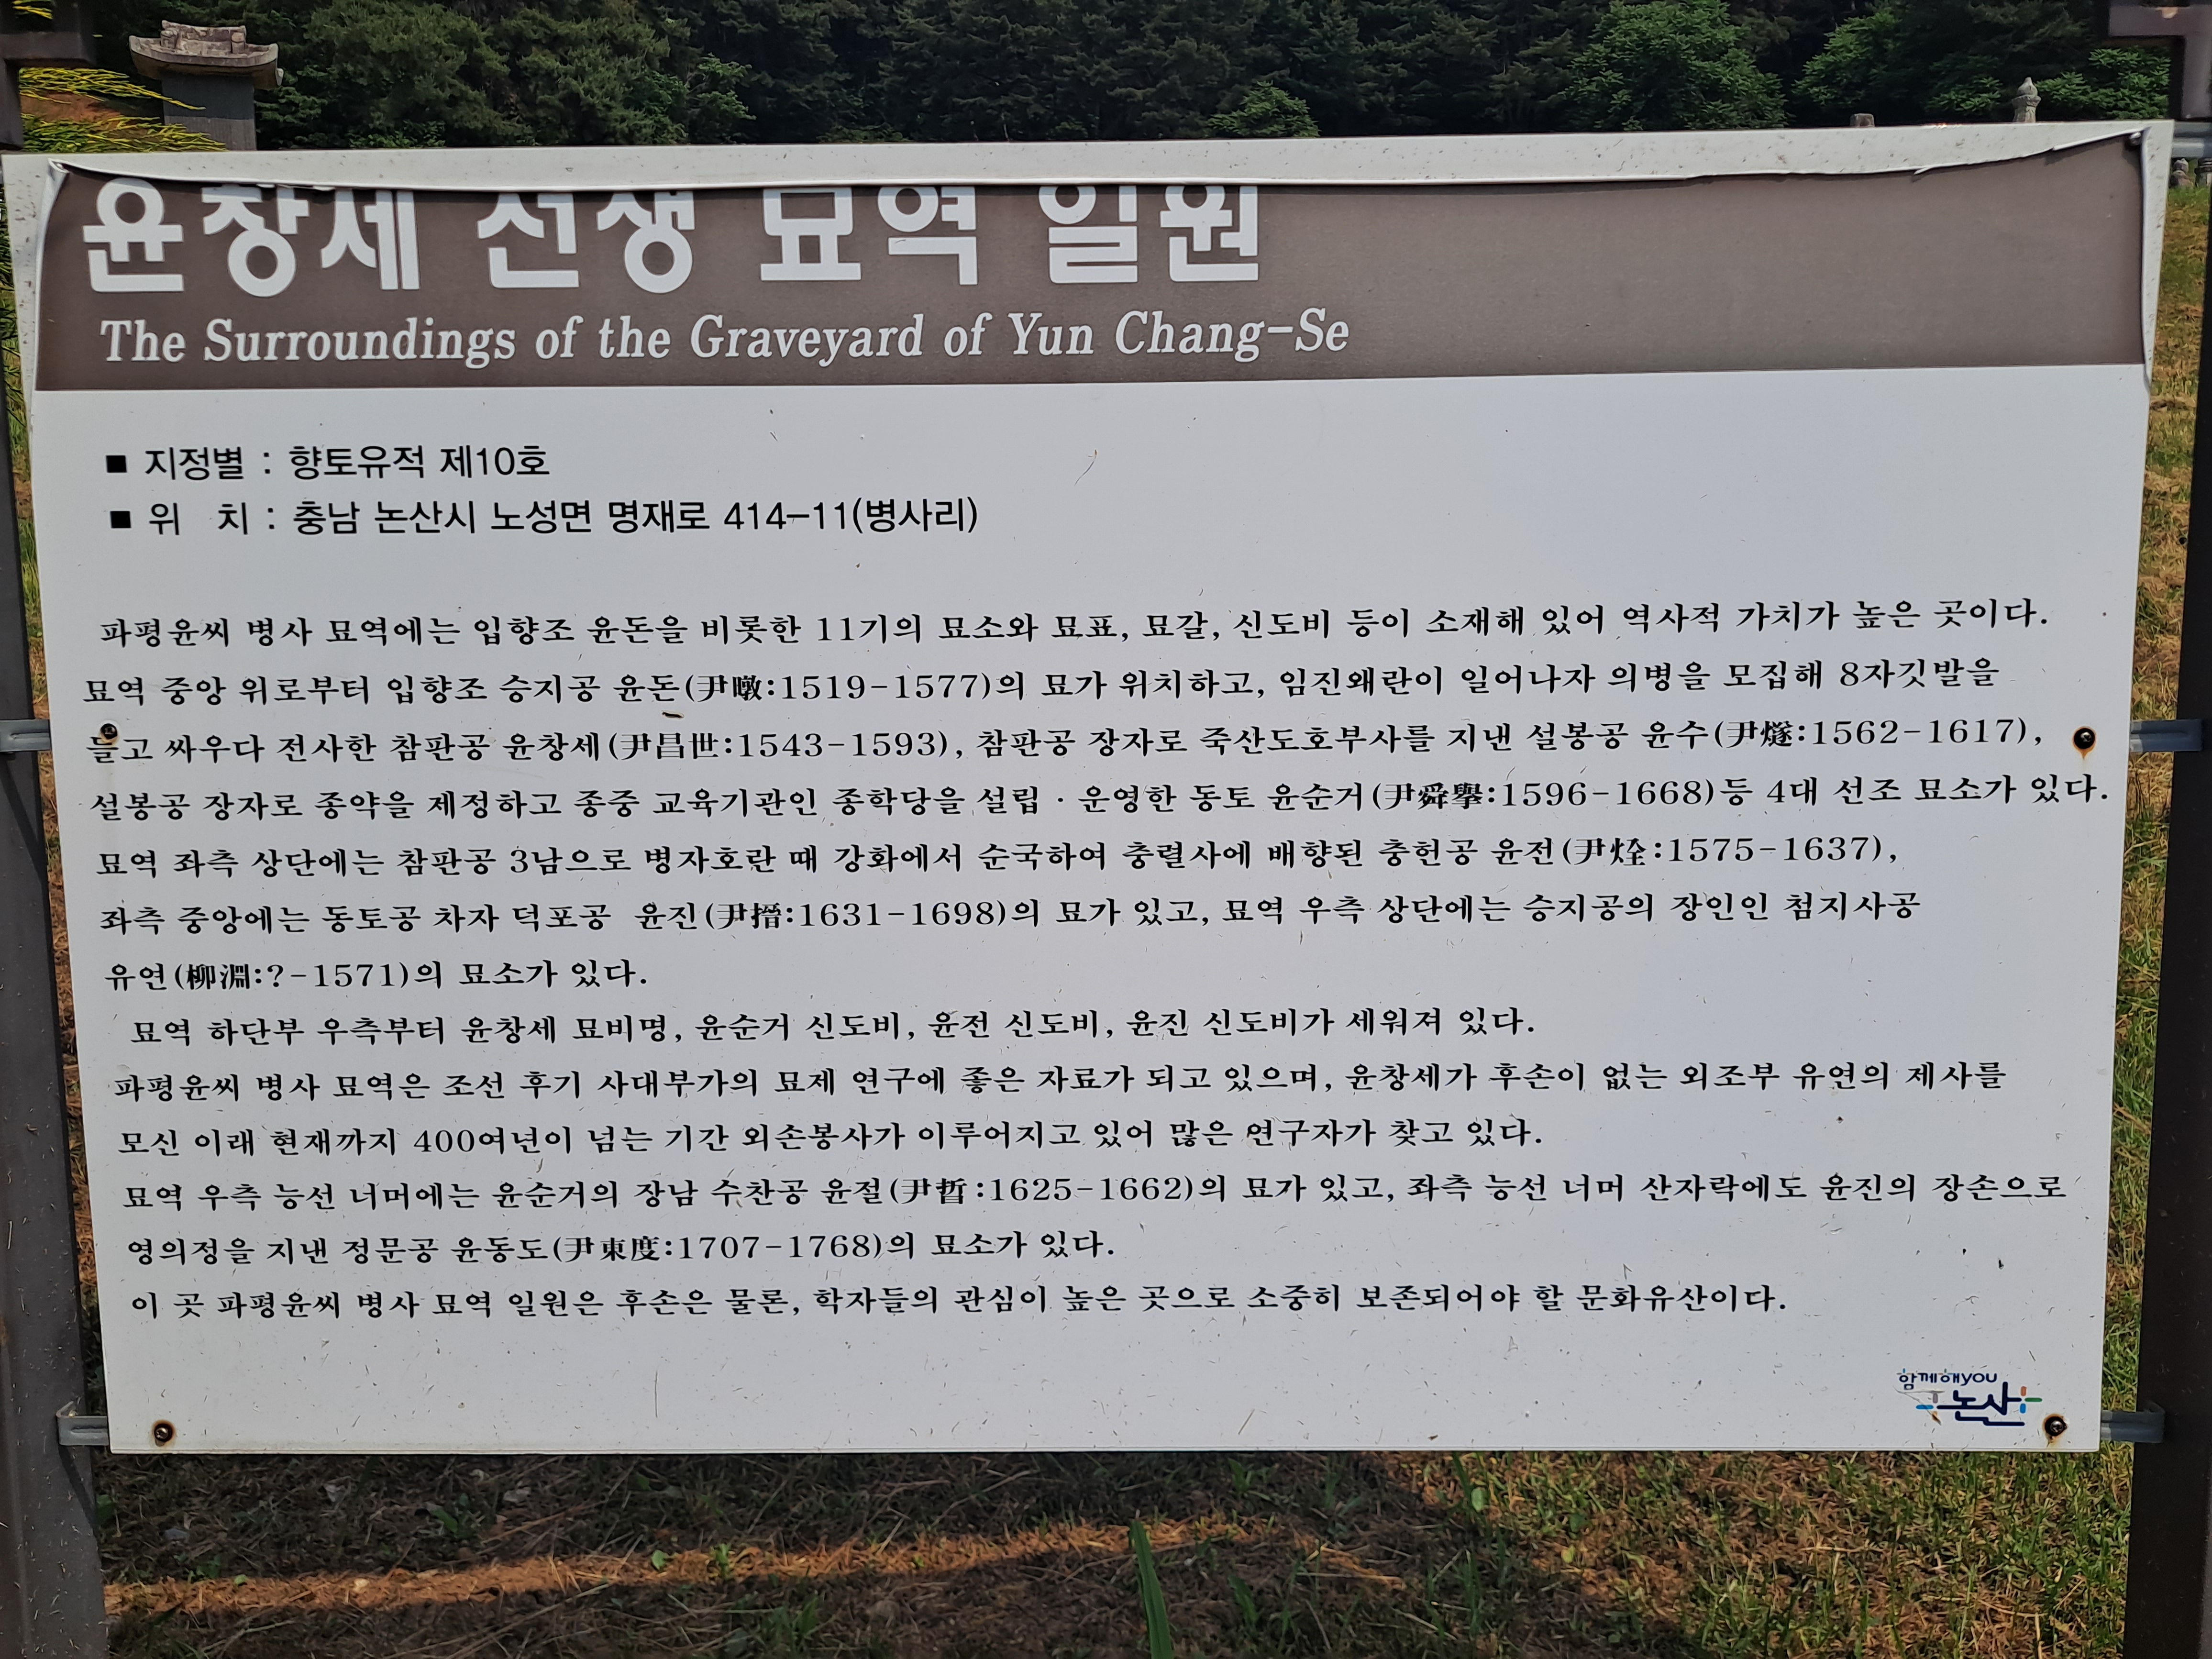 윤창세 선생 묘역 일원
The Surroundings of the Graveyard of Yun Chang-Se
■ 지정별 : 향토유적 제10호
■ 위 치 : 충남 논산시 노성면 명재로 414-11(병사리)
파평윤씨 병사 묘역에는 입향조 윤돈을 비롯한 11기의 묘소와 묘표, 묘갈, 신도비 등이 소재해 있어 역사적 가치가 높은 곳이다.
묘역 중앙 위로부터 입향조 승지공 윤돈(尹暾:1519-1577)의 묘가 위치하고, 임진왜란이 일어나자 의병을 모집해 8자깃발을
들고 싸우다 전사한 참판공 윤창세(尹昌世:1543-1593), 참판공 장자로 죽산도호부사를 지낸 설봉공 윤수(尹燧:1562-1617),
설봉공 장자로 종약을 제정하고 종중 교육기관인 종학당을 설립 · 운영한 동토 윤순거(尹舜擧:1596-1668)등 4대 선조 묘소가 있다.
묘역 좌측 상단에는 참판공 3남으로 병자호란 때 강화에서 순국하여 충렬사에 배향된 충헌공 윤전(尹烇:1575-1637),
좌측 중앙에는 동토공 차자 덕포공 윤진(尹搢:1631-1698)의 묘가 있고, 묘역 우측 상단에는 승지공의 장인인 첨지사공
유연(柳淵:?-1571)의 묘소가 있다.
묘역 하단부 우측부터 윤창세 묘비명, 윤순거 신도비, 윤전 신도비, 윤진 신도비가 세워져 있다.
파평윤씨 병사 묘역은 조선 후기 사대부가의 묘제 연구에 좋은 자료가 되고 있으며, 윤창세가 후손이 없는 외조부 유연의 제사를
모신 이래 현재까지 400여년이 넘는 기간 외손봉사가 이루어지고 있어 많은 연구자가 찾고 있다.
묘역 우측 능선 너머에는 윤순거의 장남 수찬공 윤절(尹晢:1625-1662)의 묘가 있고, 좌측 능선 너머 산자락에도 윤진의 장손으로
영의정을 지낸 정문공 윤동도(尹東度:1707-1768)의 묘소가 있다.
이 곳 파평윤씨 병사 묘역 일원은 후손은 물론, 학자들의 관심이 높은 곳으로 소중히 보존되어야 할 문화유산이다.
함께해you
논산